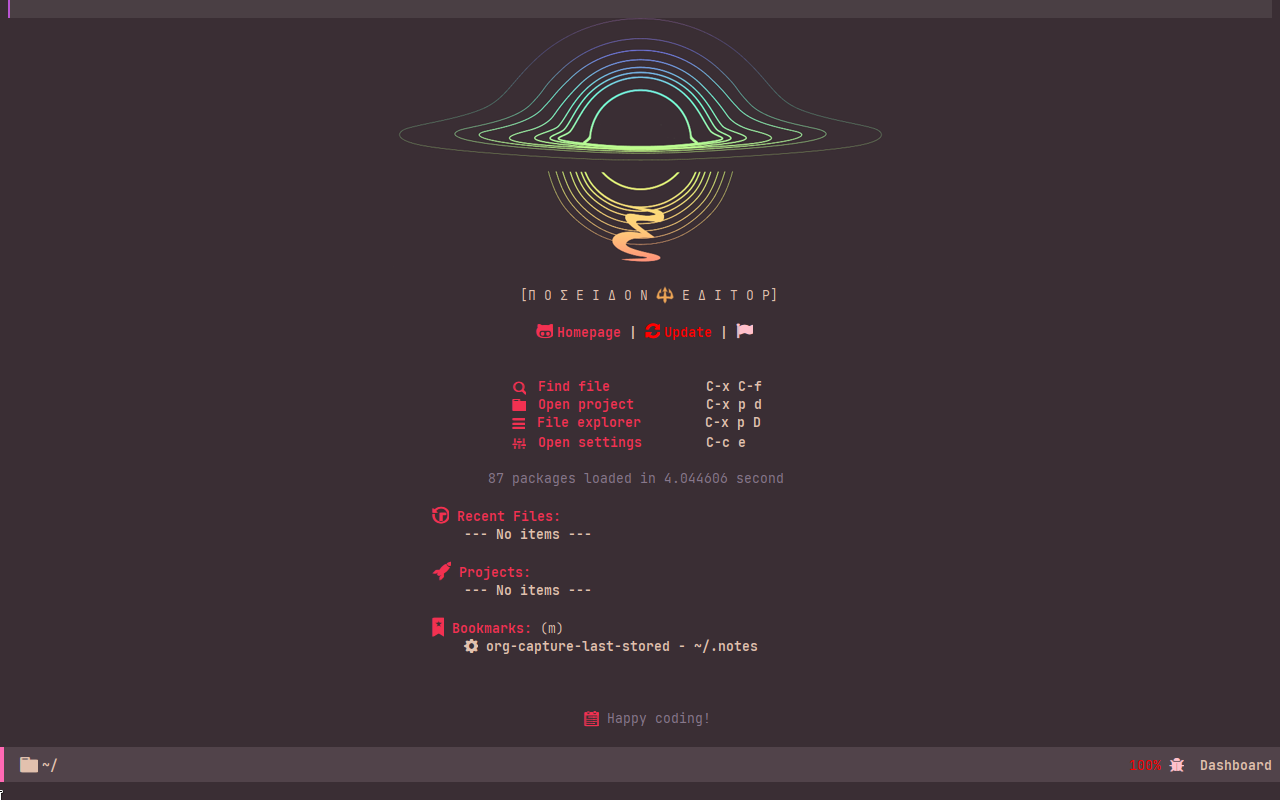 [Π Ο Σ Ε Ι Δ Ο Ν 🔱 Ε Δ Ι Τ Ο Ρ]
Homepage | Update |
Find file C-x C-f
Open project C-x p d
File explorer C-x p D
Open settings C-c e
87 packages loaded in 4.044606 second
Recent Files:
--- No items ---
Projects:
--- No items ---
Bookmarks: (m)
org-capture-last-stored - ~/.notes
Happy coding!
~/ 100% Dashboard